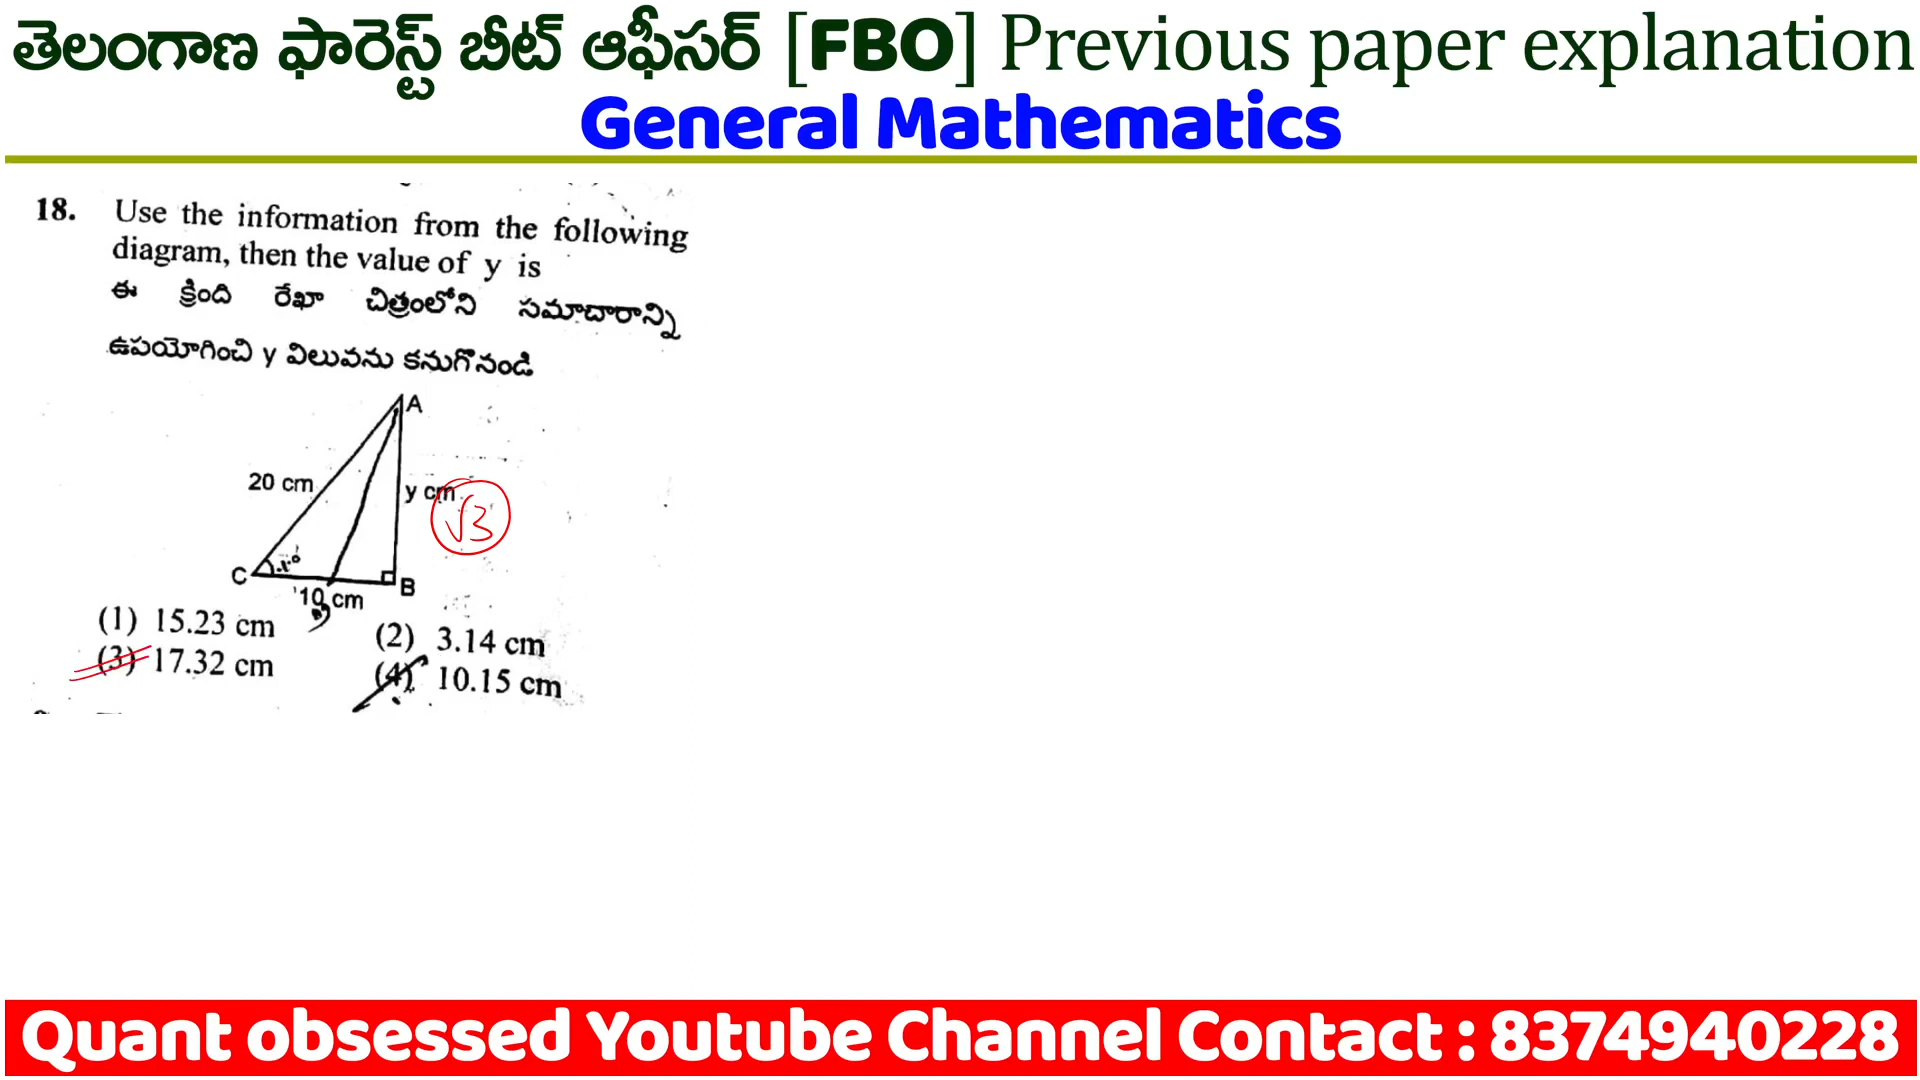 తెలంగాణ ఫారెస్ట్ బీట్ ఆఫీసర్ [FBO] Previous paper explanation
General Mathematics
18. Use the information from the following
diagram, then the value of y is
ఈ క్రింది రేఖా చిత్రంలోని సమాచారాన్ని
ఉపయోగించి y విలువను కనుగొనండి
A
20 cm
y cm
√3
x°
C
B
10 cm
(1) 15.23 cm
(2) 3.14 cm
(3) 17.32 cm
(4) 10.15 cm
Quant obsessed Youtube Channel Contact : 8374940228